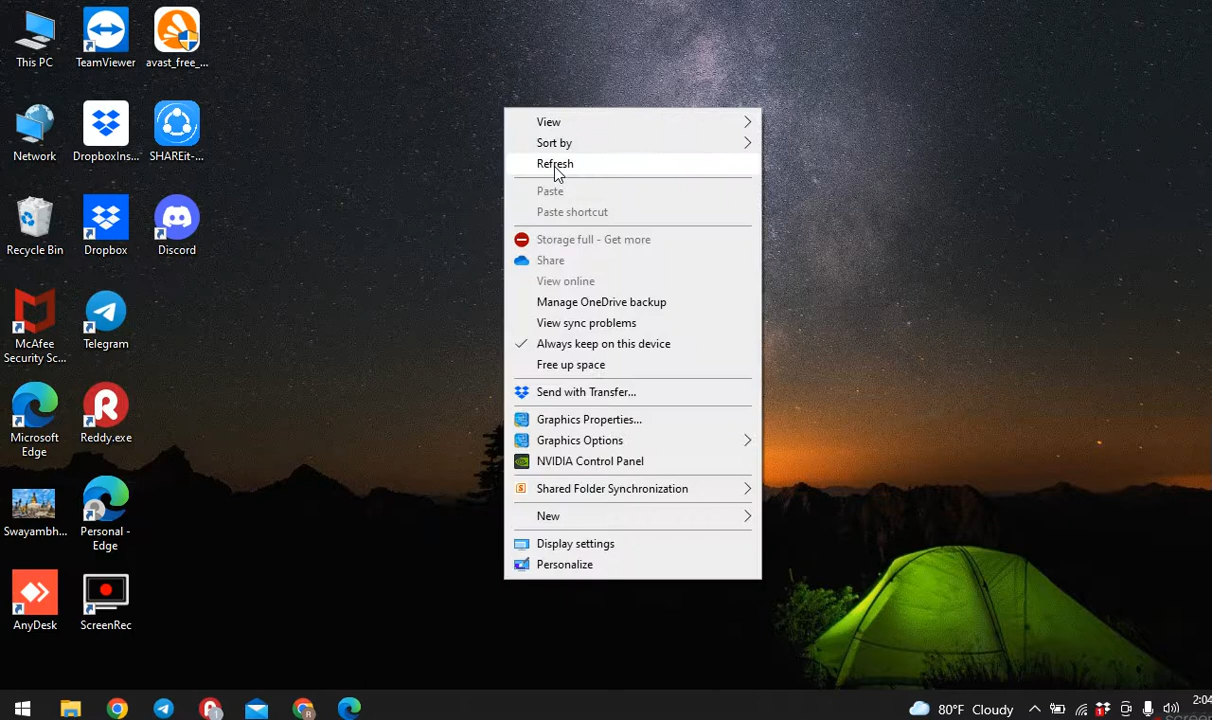 This PC
TeamViewer
avast_free_...
Network
DropboxIns...
SHAREit-...
Recycle Bin
Dropbox
Discord
McAfee
Security Sc...
Telegram
Microsoft
Edge
R
Reddy.exe
Swayambh...
Personal -
Edge
AnyDesk
ScreenRec
View
Sort by
Refresh
Paste
Paste shortcut
Storage full - Get more
Share
View online
Manage OneDrive backup
View sync problems
Always keep on this device
Free up space
Send with Transfer...
Graphics Properties...
Graphics Options
NVIDIA Control Panel
S
Shared Folder Synchronization
New
Display settings
Personalize
80°F Cloudy
2:04